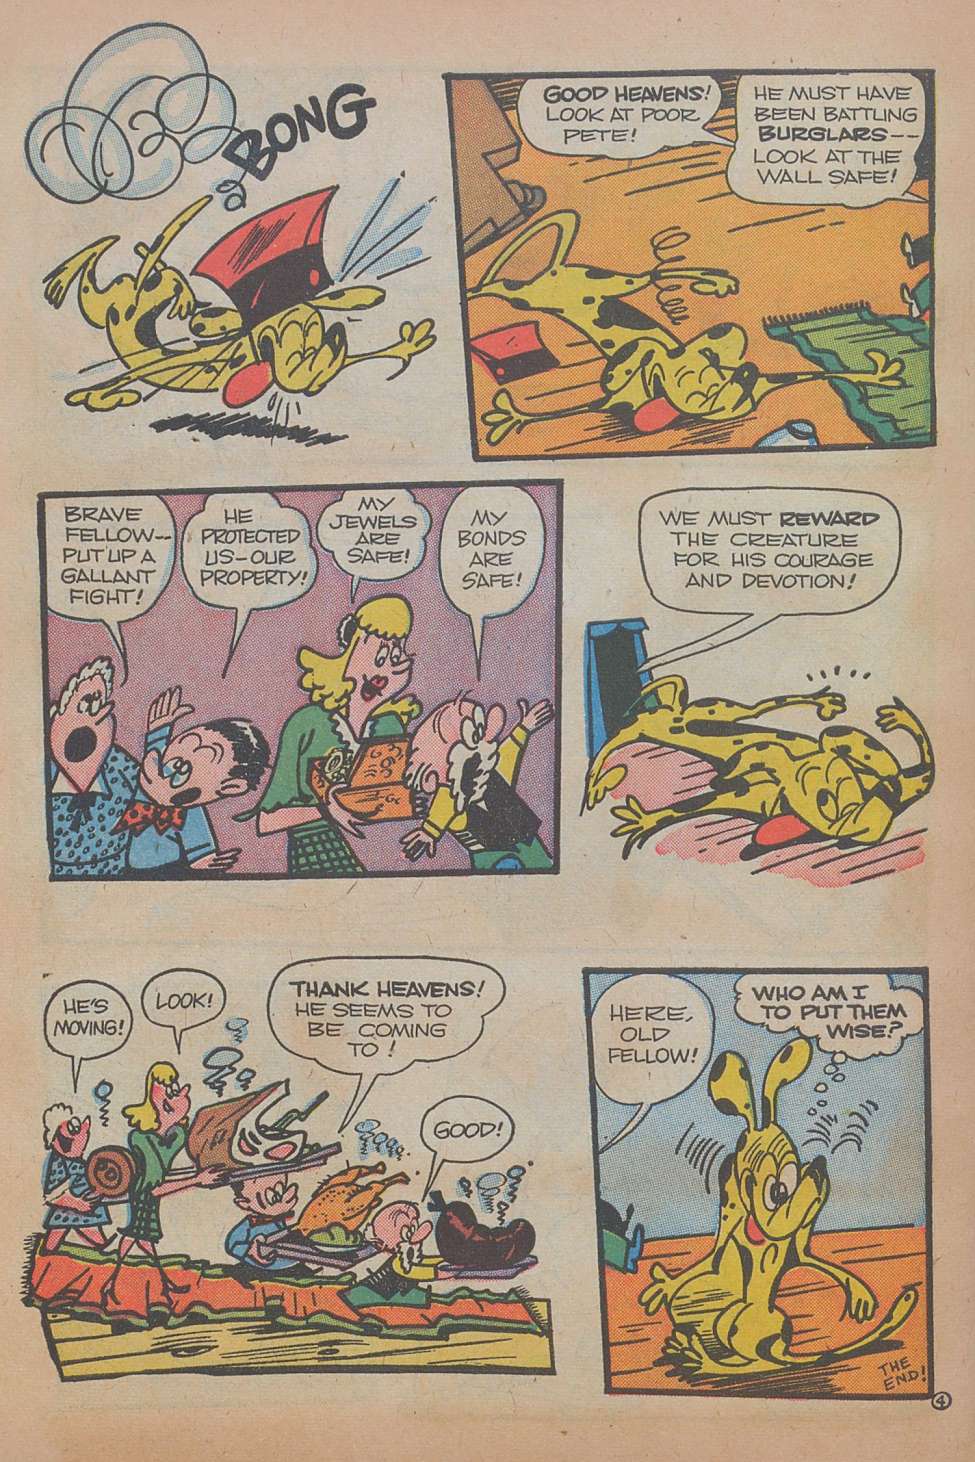 BONG
GOOD HEAVENS!
LOOK AT POOR
PETE!
HE MUST HAVE
BEEN BATTLING
BURGLARS--
LOOK AT THE
WALL SAFE!
BRAVE
FELLOW--
PUT UP A
GALLANT
FIGHT!
HE
PROTECTED
US-OUR
PROPERTY!
MY
JEWELS
ARE
SAFE!
MY
BONDS
ARE
SAFE!
WE MUST REWARD
THE CREATURE
FOR HIS COURAGE
AND DEVOTION!
HE'S
MOVING!
LOOK!
THANK HEAVENS!
HE SEEMS TO
BE COMING
TO!
GOOD!
HERE,
OLD
FELLOW!
WHO AM I
TO PUT THEM
WISE?
THE
END!
4